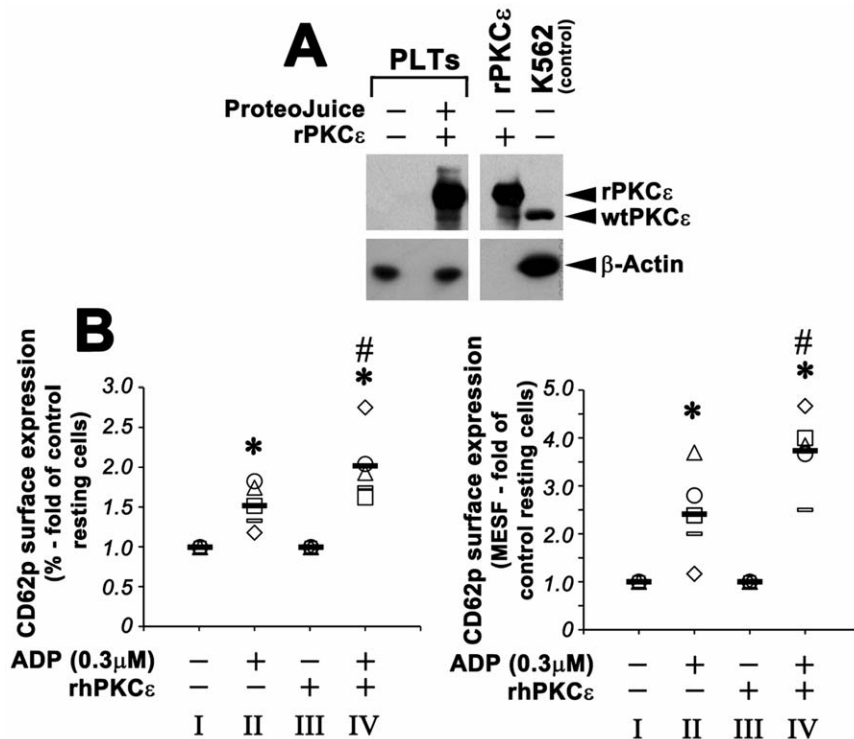 A
PLTs
rPKCε
K562
(control)
ProteoJuice − + − −
rPKCε − + + −
rPKCε
wtPKCε
β-Actin
B
CD62p surface expression
(% - fold of control
resting cells)
3.0
2.5
2.0
1.5
1.0
0.5
0
*
#
*
ADP (0.3μM) − + − +
rhPKCε − − + +
I II III IV
CD62p surface expression
(MESF - fold of
control resting cells)
5.0
4.0
3.0
2.0
1.0
0
*
#
*
ADP (0.3μM) − + − +
rhPKCε − − + +
I II III IV